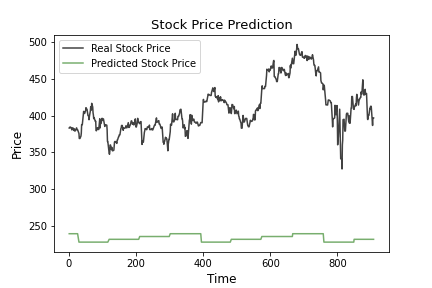 Stock Price Prediction
Real Stock Price
Predicted Stock Price
Price
500
450
400
350
300
250
0 200 400 600 800
Time